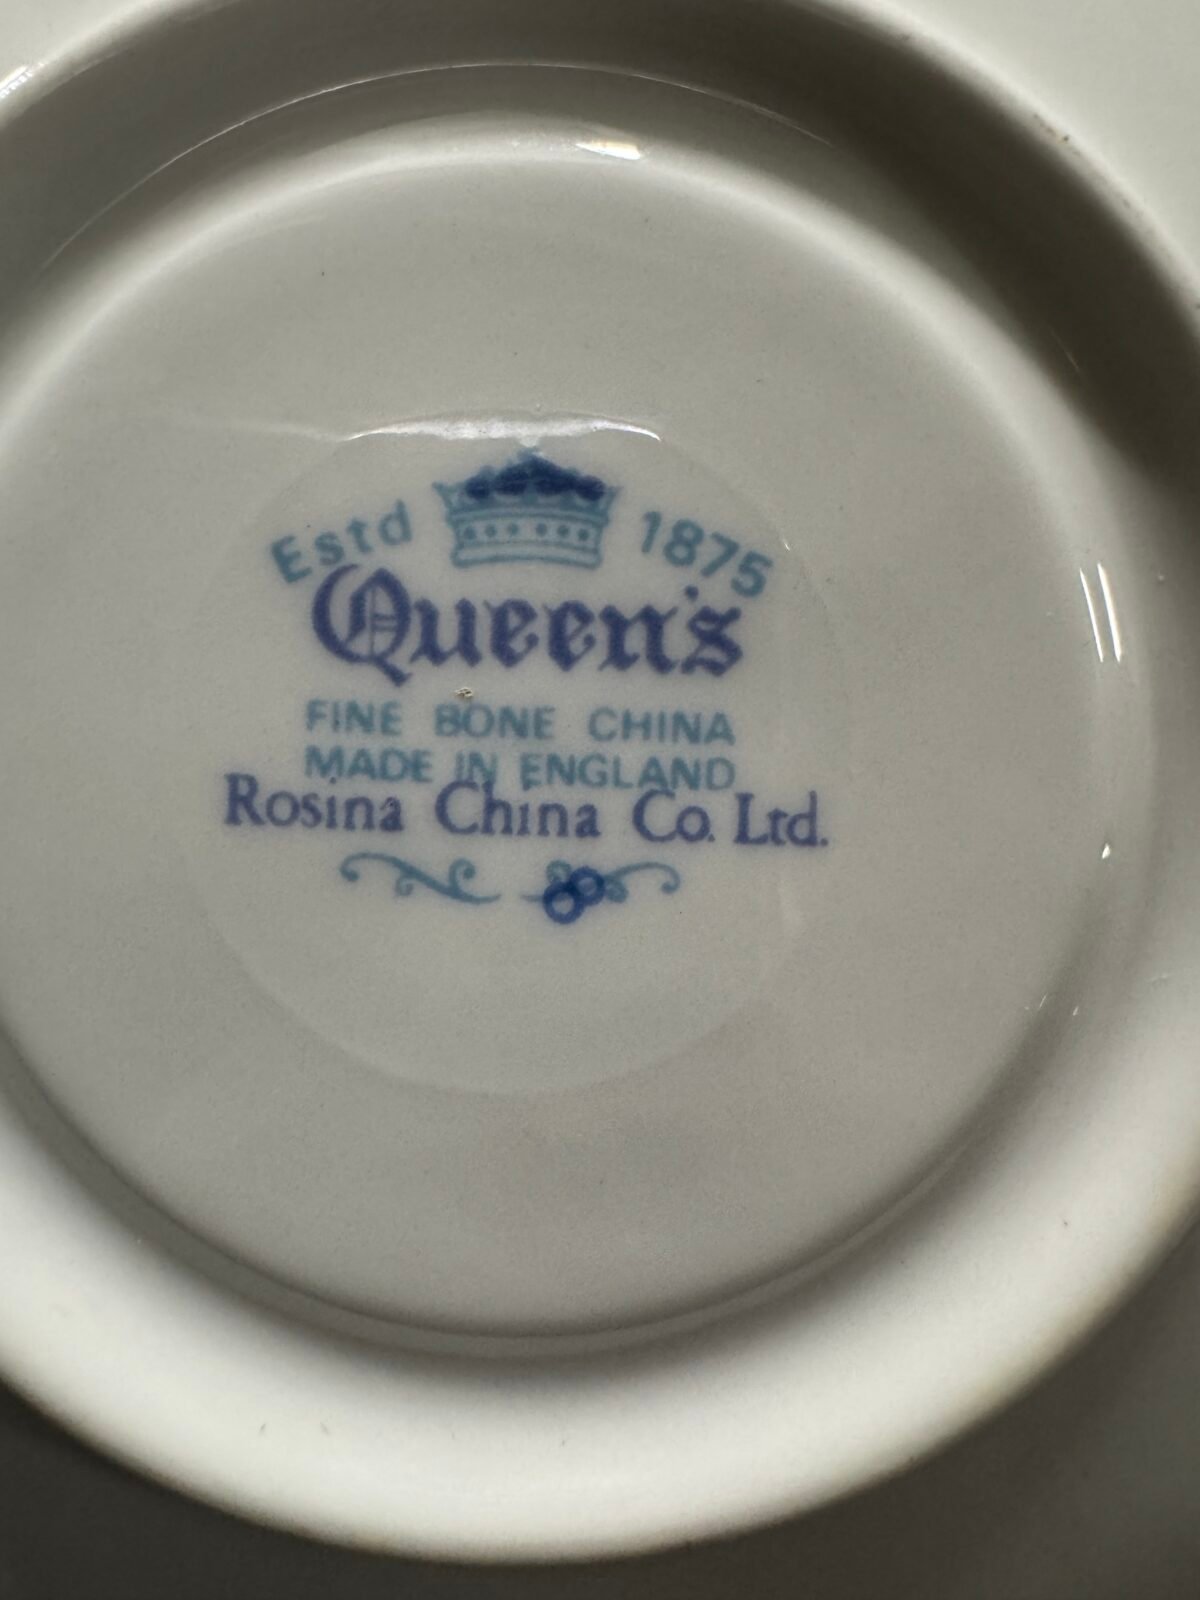 Estd 1875
Queen's
FINE BONE CHINA
MADE IN ENGLAND
Rosina China Co. Ltd.